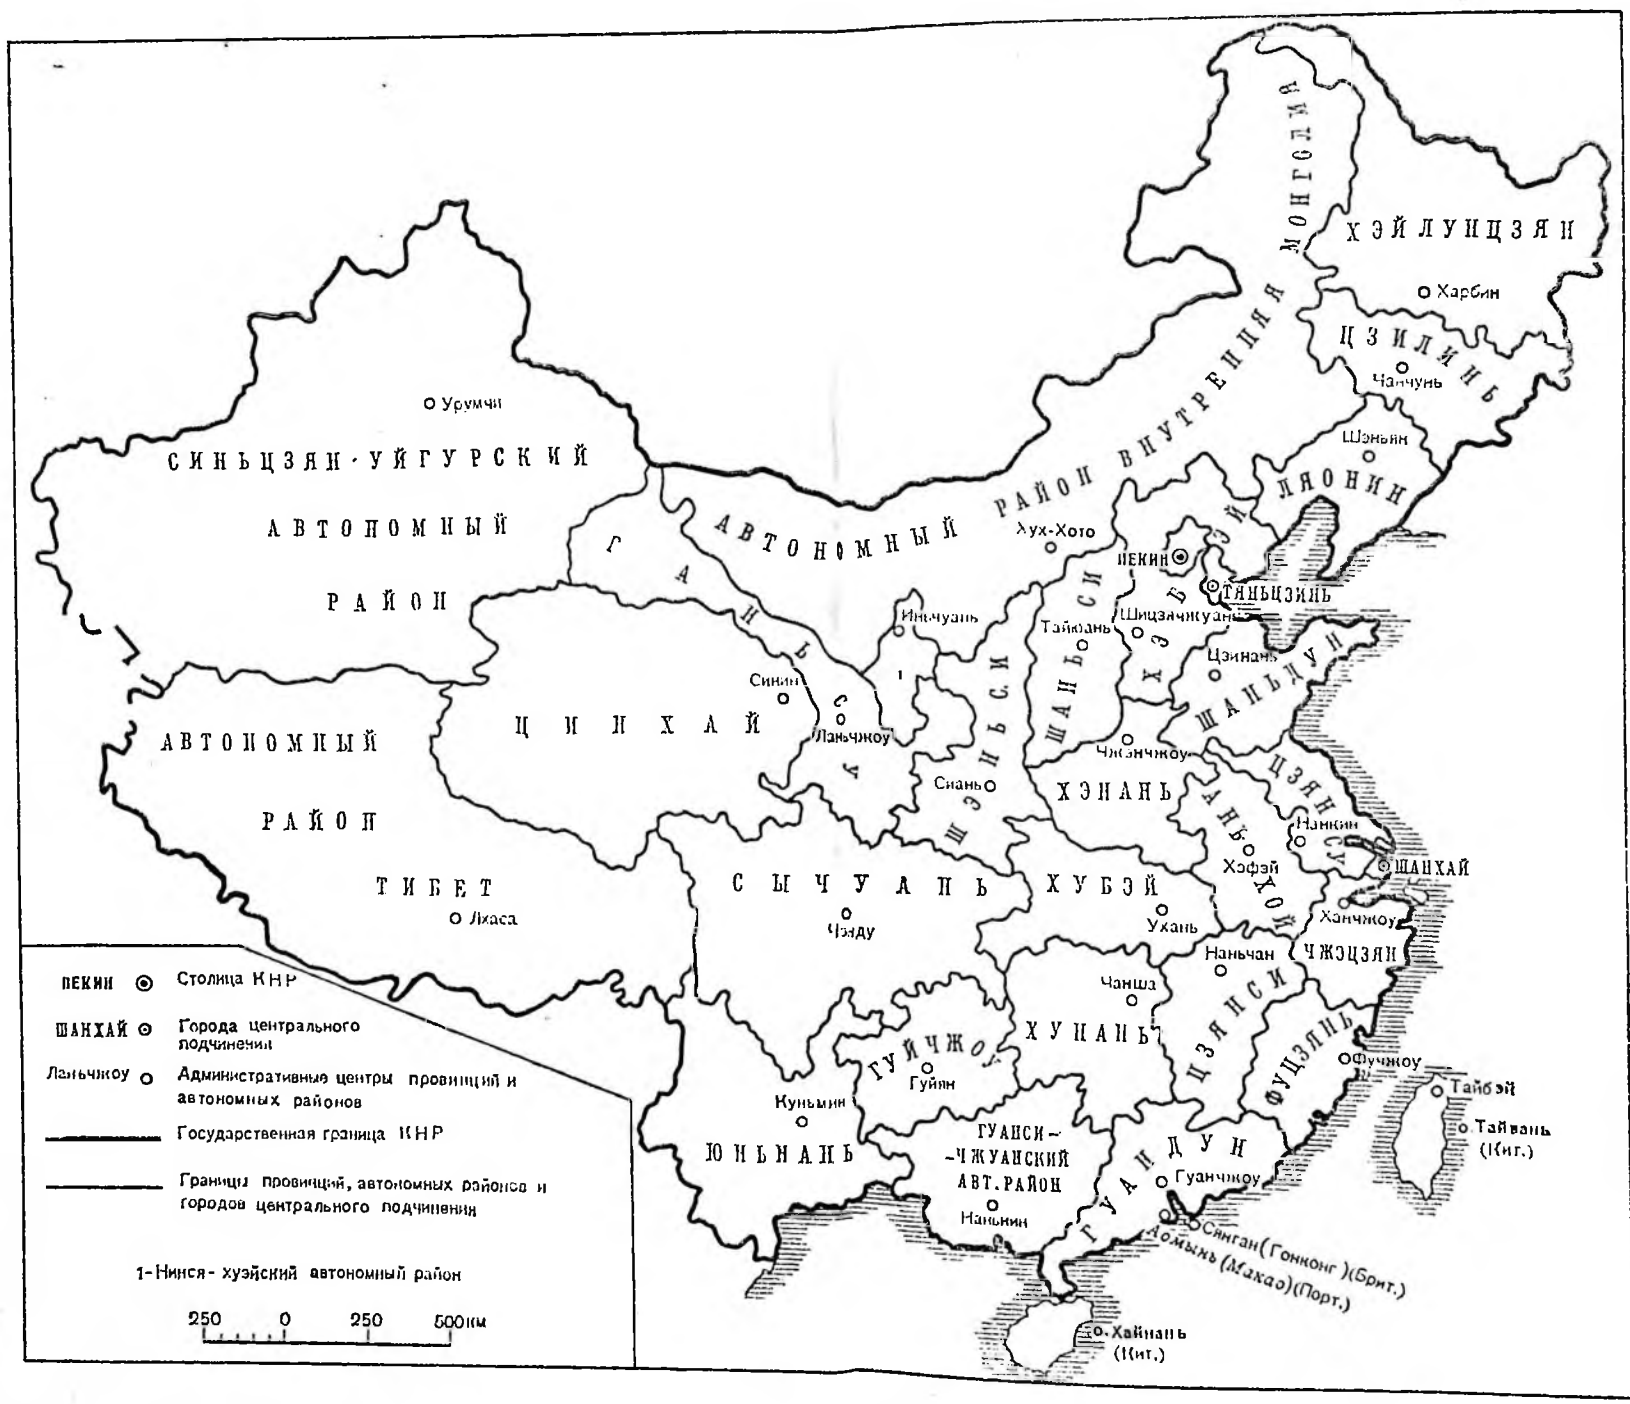 МОНГОЛИЯ
ХЭЙЛУНЦЗЯН
Харбин
ЦЗИЛИНЬ
Чанчунь
Урумчи
СИНЬЦЗЯН-УЙГУРСКИЙ
АВТОНОМНЫЙ
РАЙОН
АВТОНОМНЫЙ РАЙОН ВНУТРЕННЯЯ
Шэньян
ЛЯОНИН
Хух-Хото
ГАНЬСУ
ПЕКИН
ХЭБЭЙ
ТЯНЬЦЗИНЬ
Иньчуань
Тайюань
Шицзячжуан
ШАНЬСИ
Цзинань
ШАНЬДУН
1
Синин
ЦИНХАЙ
Ланьчжоу
ШЭНЬСИ
Сиань
Чжэнчжоу
ХЭНАНЬ
АВТОНОМНЫЙ
РАЙОН
ТИБЕТ
Лхаса
ЦЗЯНСУ
Нанкин
АНЬХОЙ
Хэфэй
ШАНХАЙ
СЫЧУАНЬ
Чэнду
ХУБЭЙ
Ухань
Ханчжоу
ЧЖЭЦЗЯН
Наньчан
ЦЗЯНСИ
Чанша
ХУНАНЬ
ГУЙЧЖОУ
Гуйян
ФУЦЗЯНЬ
Фучжоу
Тайбэй
о.Тайвань
(Кит.)
Куньмин
ЮНЬНАНЬ
ГУАНСИ-
-ЧЖУАНСКИЙ
АВТ.РАЙОН
Наньнин
ГУАНДУН
Гуанчжоу
Сянган(Гонконг)(Брит.)
Аомынь(Макао)(Порт.)
о.Хайнань
(Кит.)
ПЕКИН Столица КНР
ШАНХАЙ Города центрального
подчинения
Ланьчжоу Административные центры провинций и
автономных районов
Государственная граница КНР
Границы провинций, автономных районов и
городов центрального подчинения
1-Нинся-хуэйский автономный район
250 0 250 500км